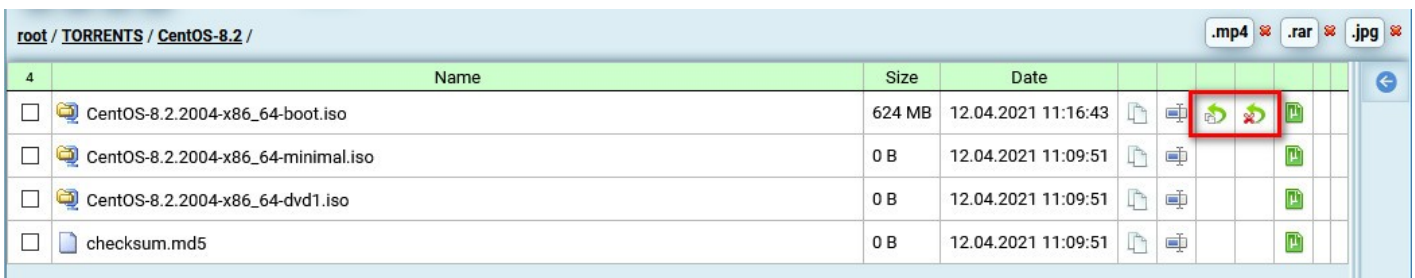 root / TORRENTS / CentOS-8.2 /
.mp4 .rar .jpg
4 Name Size Date
CentOS-8.2.2004-x86_64-boot.iso 624 MB 12.04.2021 11:16:43
CentOS-8.2.2004-x86_64-minimal.iso 0 B 12.04.2021 11:09:51
CentOS-8.2.2004-x86_64-dvd1.iso 0 B 12.04.2021 11:09:51
checksum.md5 0 B 12.04.2021 11:09:51